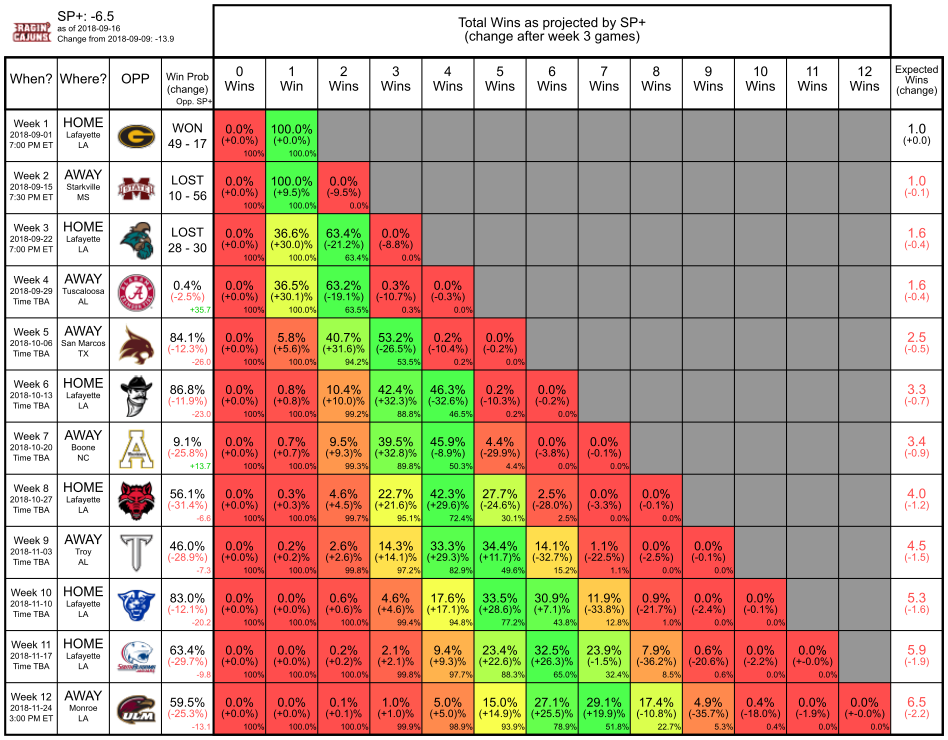 RAGIN'
CAJUNS
SP+: -6.5
as of 2018-09-16
Change from 2018-09-09: -13.9
Total Wins as projected by SP+
(change after week 3 games)
When? Where? OPP Win Prob (change) Opp. SP+ 0 Wins 1 Win 2 Wins 3 Wins 4 Wins 5 Wins 6 Wins 7 Wins 8 Wins 9 Wins 10 Wins 11 Wins 12 Wins Expected Wins (change)
Week 1 HOME G WON 0.0% 100.0% 1.0
2018-09-01 Lafayette 49 - 17 (+0.0%) (+0.0)% (+0.0)
7:00 PM ET LA 100% 100.0%
Week 2 AWAY STATE LOST 0.0% 100.0% 0.0% 1.0
2018-09-15 Starkville 10 - 56 (+0.0%) (+9.5)% (-9.5%) (-0.1)
7:30 PM ET MS 100% 100.0% 0.0%
Week 3 HOME LOST 0.0% 36.6% 63.4% 0.0% 1.6
2018-09-22 Lafayette 28 - 30 (+0.0%) (+30.0)% (-21.2%) (-8.8%) (-0.4)
7:00 PM ET LA 100% 100.0% 63.4% 0.0%
Week 4 AWAY A 0.4% 0.0% 36.5% 63.2% 0.3% 0.0% 1.6
2018-09-29 Tuscaloosa (-2.5%) (+0.0%) (+30.1)% (-19.1%) (-10.7%) (-0.3%) (-0.4)
Time TBA AL +35.7 100% 100.0% 63.5% 0.3% 0.0%
Week 5 AWAY 84.1% 0.0% 5.8% 40.7% 53.2% 0.2% 0.0% 2.5
2018-10-06 San Marcos (-12.3%) (+0.0%) (+5.6)% (+31.6%) (-26.5%) (-10.4%) (-0.2%) (-0.5)
Time TBA TX -26.0 100% 100.0% 94.2% 53.5% 0.2% 0.0%
Week 6 HOME 86.8% 0.0% 0.8% 10.4% 42.4% 46.3% 0.2% 0.0% 3.3
2018-10-13 Lafayette (-11.9%) (+0.0%) (+0.8)% (+10.0%) (+32.3%) (-32.6%) (-10.3%) (-0.2%) (-0.7)
Time TBA LA -23.0 100% 100.0% 99.2% 88.8% 46.5% 0.2% 0.0%
Week 7 AWAY A 9.1% 0.0% 0.7% 9.5% 39.5% 45.9% 4.4% 0.0% 0.0% 3.4
2018-10-20 Boone (-25.8%) (+0.0%) (+0.7)% (+9.3%) (+32.8%) (-8.9%) (-29.9%) (-3.8%) (-0.1%) (-0.9)
Time TBA NC +13.7 100% 100.0% 99.3% 89.8% 50.3% 4.4% 0.0% 0.0%
Week 8 HOME 56.1% 0.0% 0.3% 4.6% 22.7% 42.3% 27.7% 2.5% 0.0% 0.0% 4.0
2018-10-27 Lafayette (-31.4%) (+0.0%) (+0.3)% (+4.5%) (+21.6%) (+29.6%) (-24.6%) (-28.0%) (-3.3%) (-0.1%) (-1.2)
Time TBA LA -6.6 100% 100.0% 99.7% 95.1% 72.4% 30.1% 2.5% 0.0% 0.0%
Week 9 AWAY T 46.0% 0.0% 0.2% 2.6% 14.3% 33.3% 34.4% 14.1% 1.1% 0.0% 0.0% 4.5
2018-11-03 Troy (-28.9%) (+0.0%) (+0.2)% (+2.6%) (+14.1%) (+29.3%) (+11.7%) (-32.7%) (-22.5%) (-2.5%) (-0.1%) (-1.5)
Time TBA AL -7.3 100% 100.0% 99.8% 97.2% 82.9% 49.6% 15.2% 1.1% 0.0% 0.0%
Week 10 HOME 83.0% 0.0% 0.0% 0.6% 4.6% 17.6% 33.5% 30.9% 11.9% 0.9% 0.0% 0.0% 5.3
2018-11-10 Lafayette (-12.1%) (+0.0%) (+0.0)% (+0.6%) (+4.6%) (+17.1%) (+28.6%) (+7.1%) (-33.8%) (-21.7%) (-2.4%) (-0.1%) (-1.6)
Time TBA LA -20.2 100% 100.0% 100.0% 99.4% 94.8% 77.2% 43.8% 12.8% 1.0% 0.0% 0.0%
Week 11 HOME SOUTH ALABAMA 63.4% 0.0% 0.0% 0.2% 2.1% 9.4% 23.4% 32.5% 23.9% 7.9% 0.6% 0.0% 0.0% 5.9
2018-11-17 Lafayette (-29.7%) (+0.0%) (+0.0)% (+0.2%) (+2.1%) (+9.3%) (+22.6%) (+26.3%) (-1.5%) (-36.2%) (-20.6%) (-2.2%) (+-0.0%) (-1.9)
Time TBA LA -9.8 100% 100.0% 100.0% 99.8% 97.7% 88.3% 65.0% 32.4% 8.5% 0.6% 0.0% 0.0%
Week 12 AWAY ULM 59.5% 0.0% 0.0% 0.1% 1.0% 5.0% 15.0% 27.1% 29.1% 17.4% 4.9% 0.4% 0.0% 0.0% 6.5
2018-11-24 Monroe (-25.3%) (+0.0%) (+0.0)% (+0.1%) (+1.0%) (+5.0%) (+14.9%) (+25.5%) (+19.9%) (-10.8%) (-35.7%) (-18.0%) (-1.9%) (+-0.0%) (-2.2)
3:00 PM ET LA -13.1 100% 100.0% 100.0% 99.9% 98.9% 93.9% 78.9% 51.8% 22.7% 5.3% 0.4% 0.0% 0.0%